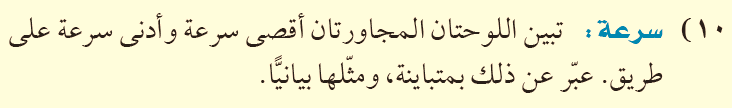 ١٠) سرعة: تبين اللوحتان المجاورتان أقصى سرعة وأدنى سرعة على
طريق. عبّر عن ذلك بمتباينة، ومثّلها بيانيًّا.